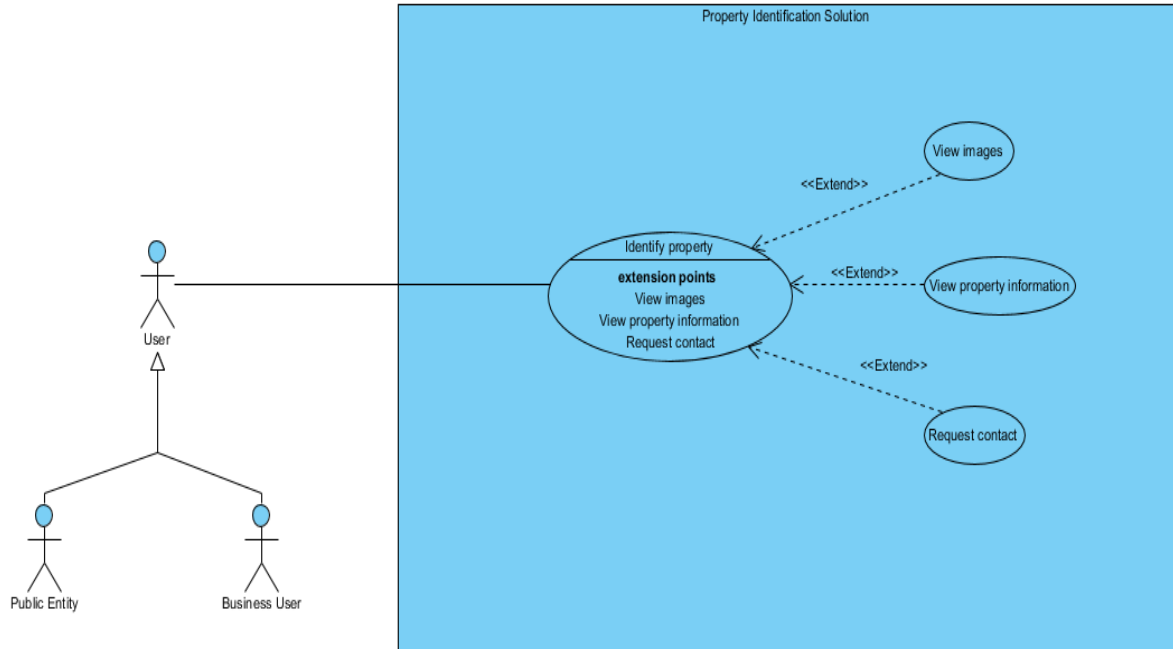 Property Identification Solution
View images
<<Extend>>
Identify property
extension points
View images
View property information
Request contact
<<Extend>>
View property information
<<Extend>>
Request contact
User
Public Entity
Business User